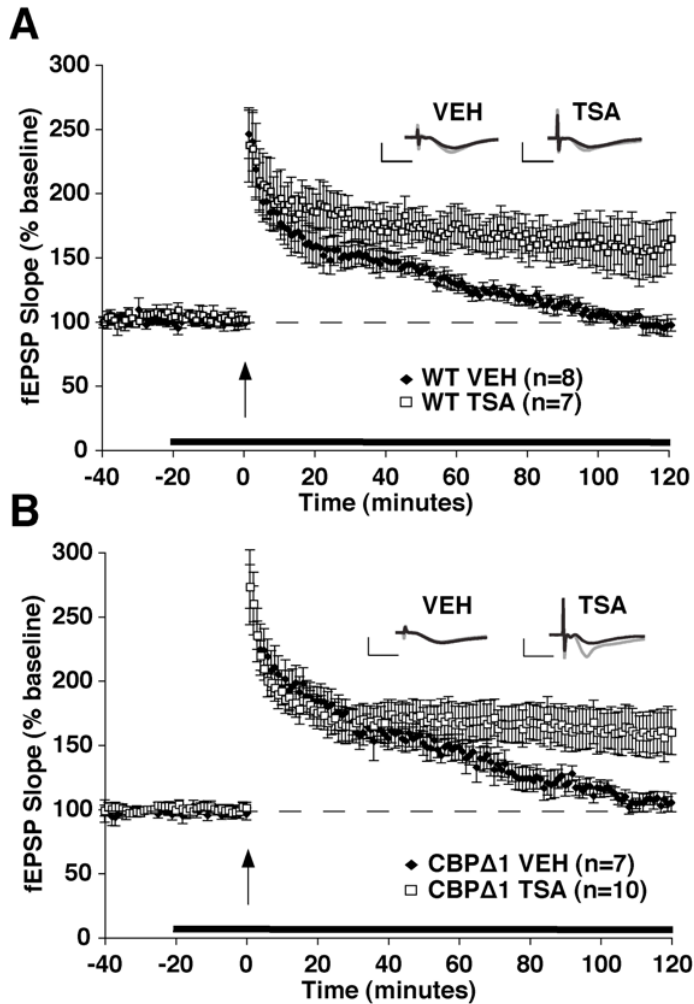 A
300
250
200
150
100
50
0
fEPSP Slope (% baseline)
VEH
TSA
WT VEH (n=8)
WT TSA (n=7)
-40 -20 0 20 40 60 80 100 120
Time (minutes)
B
300
250
200
150
100
50
0
fEPSP Slope (% baseline)
VEH
TSA
CBPΔ1 VEH (n=7)
CBPΔ1 TSA (n=10)
-40 -20 0 20 40 60 80 100 120
Time (minutes)